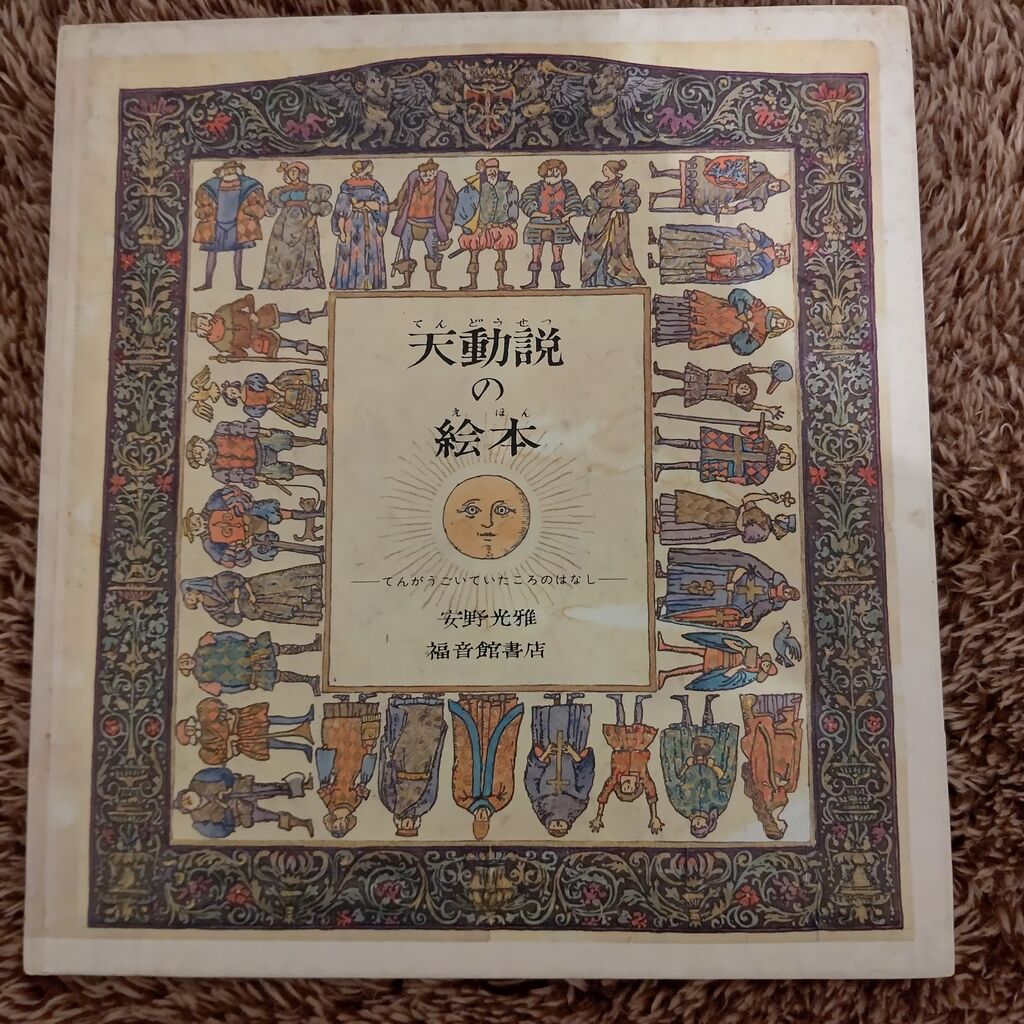 てんどうせつ
天動説
の
えほん
絵本
てんがうごいていたころのはなし
安野光雅
福音館書店